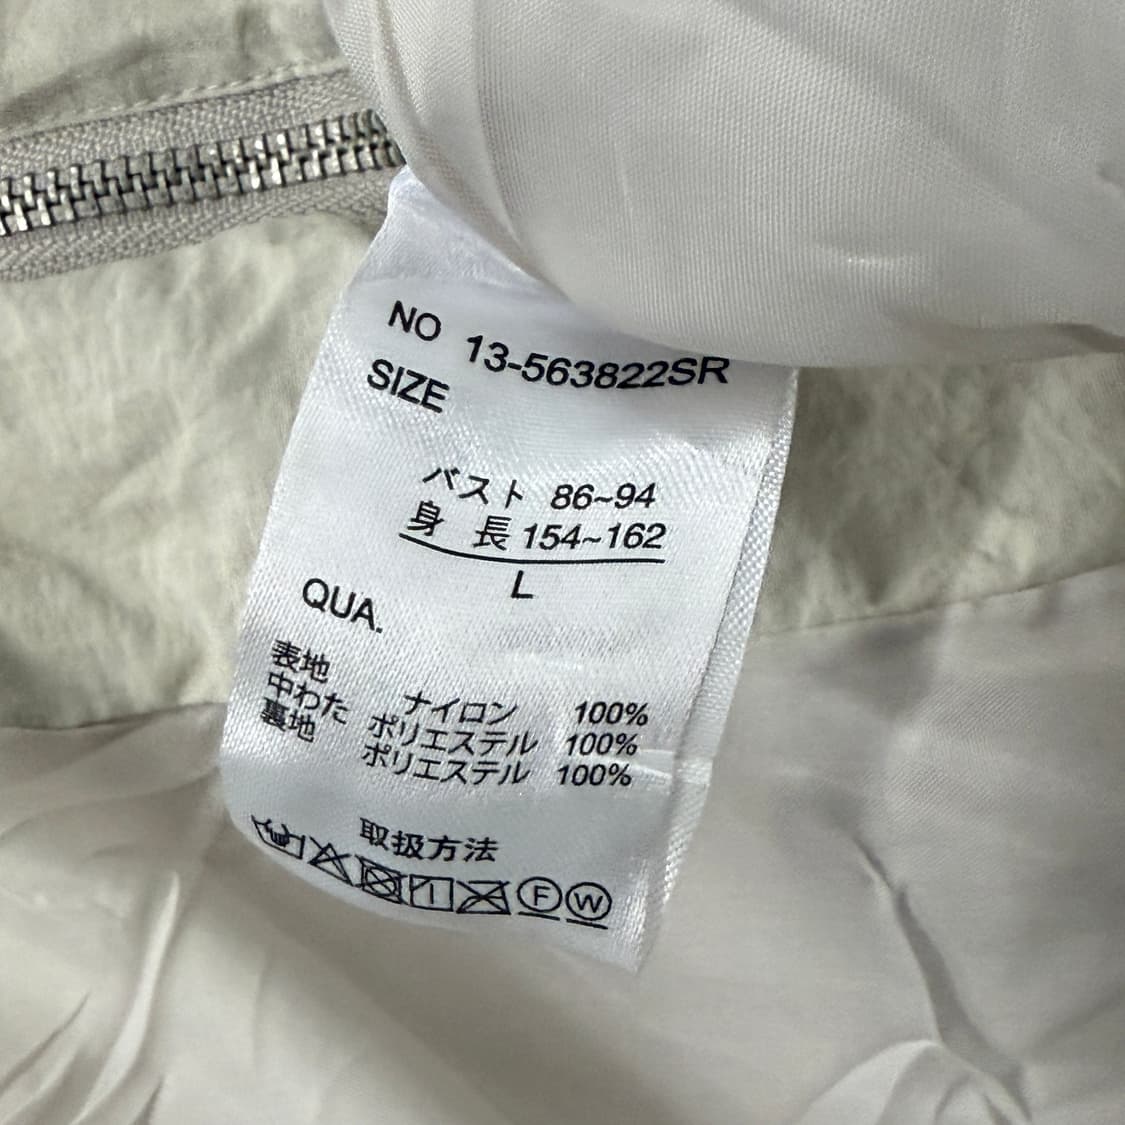 NO 13-563822SR
SIZE
バスト 86~94
身 長 154~162
L
QUA.
表地 ナイロン 100%
中わた ポリエステル 100%
裏地 ポリエステル 100%
取扱方法
F W